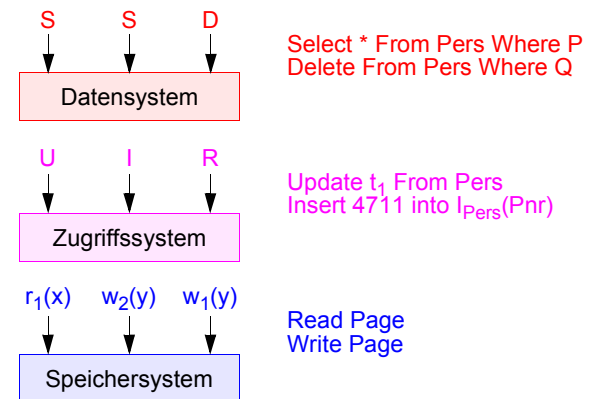 S S D
Select * From Pers Where P
Delete From Pers Where Q
Datensystem
U I R
Update t1 From Pers
Insert 4711 into IPers(Pnr)
Zugriffssystem
r1(x) w2(y) w1(y)
Read Page
Write Page
Speichersystem